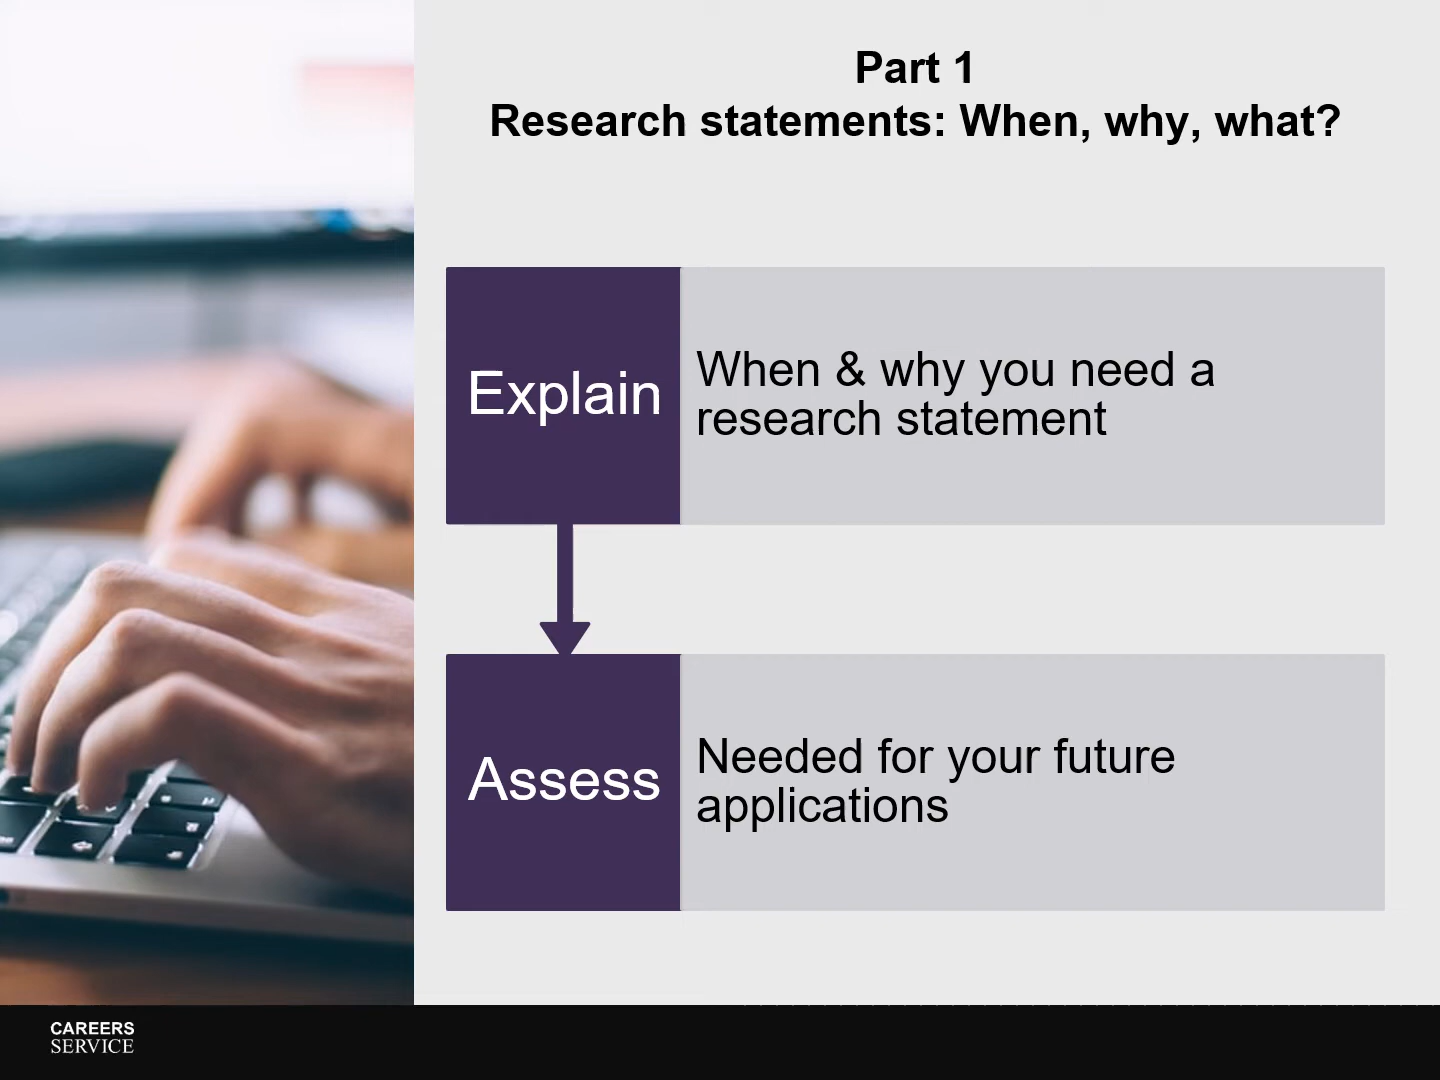 Part 1
Research statements: When, why, what?
Explain
When & why you need a
research statement
Assess
Needed for your future
applications
CAREERS
SERVICE